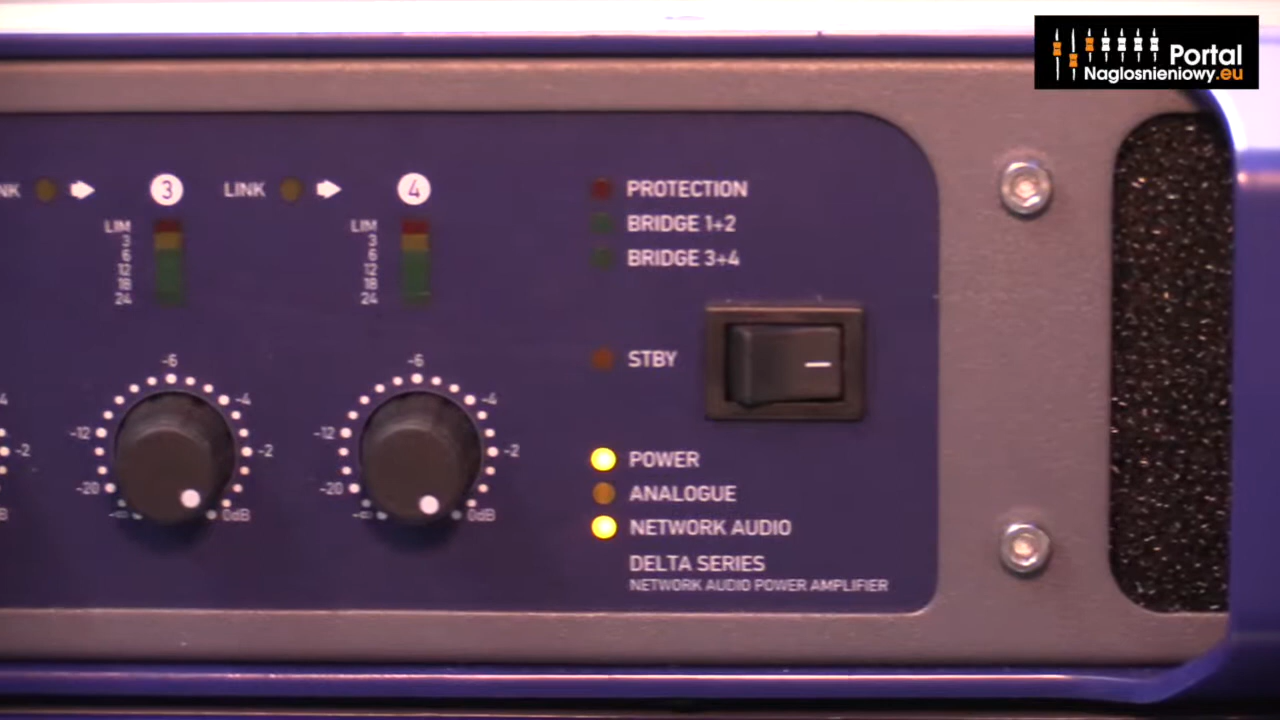 Portal
Naglosnieniowy.eu
NK
3
LINK
4
PROTECTION
BRIDGE 1+2
BRIDGE 3+4
LIM
3
6
12
18
24
LIM
3
6
12
18
24
STBY
-6
-4
-2
0dB
-12
-20
-∞
-6
-4
-2
0dB
-12
-20
-∞
4
-2
B
POWER
ANALOGUE
NETWORK AUDIO
DELTA SERIES
NETWORK AUDIO POWER AMPLIFIER